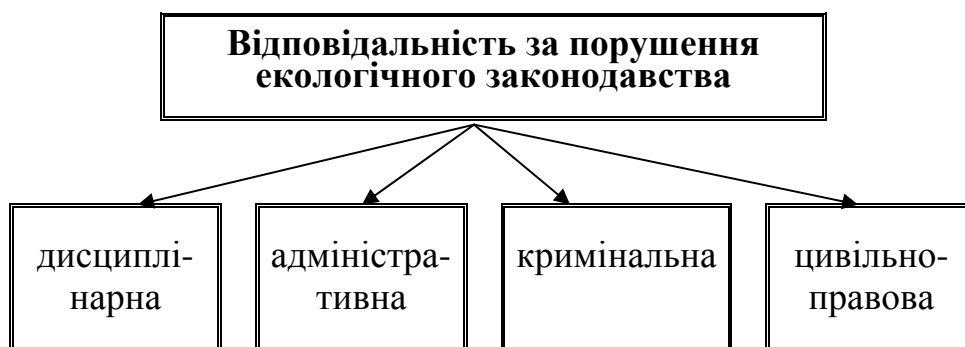 Відповідальність за порушення
екологічного законодавства
дисциплі-
нарна
адміністра-
тивна
кримінальна
цивільно-
правова